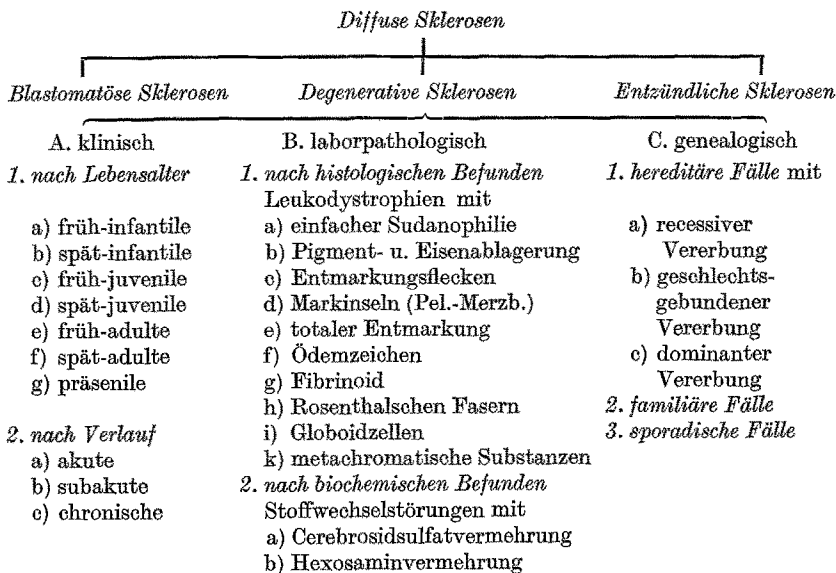 Diffuse Sklerosen
Blastomatöse Sklerosen
Degenerative Sklerosen
Entzündliche Sklerosen
A. klinisch
1. nach Lebensalter
a) früh-infantile
b) spät-infantile
c) früh-juvenile
d) spät-juvenile
e) früh-adulte
f) spät-adulte
g) präsenile
2. nach Verlauf
a) akute
b) subakute
c) chronische
B. laborpathologisch
1. nach histologischen Befunden
Leukodystrophien mit
a) einfacher Sudanophilie
b) Pigment- u. Eisenablagerung
c) Entmarkungsflecken
d) Markinseln (Pel.-Merzb.)
e) totaler Entmarkung
f) Ödemzeichen
g) Fibrinoid
h) Rosenthalschen Fasern
i) Globoidzellen
k) metachromatische Substanzen
2. nach biochemischen Befunden
Stoffwechselstörungen mit
a) Cerebrosidsulfatvermehrung
b) Hexosaminvermehrung
C. genealogisch
1. hereditäre Fälle mit
a) recessiver
Vererbung
b) geschlechts-
gebundener
Vererbung
c) dominanter
Vererbung
2. familiäre Fälle
3. sporadische Fälle